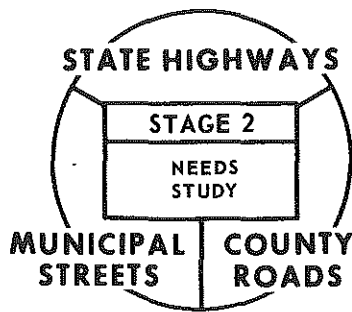 STATE HIGHWAYS
STAGE 2
NEEDS
STUDY
MUNICIPAL
STREETS
COUNTY
ROADS